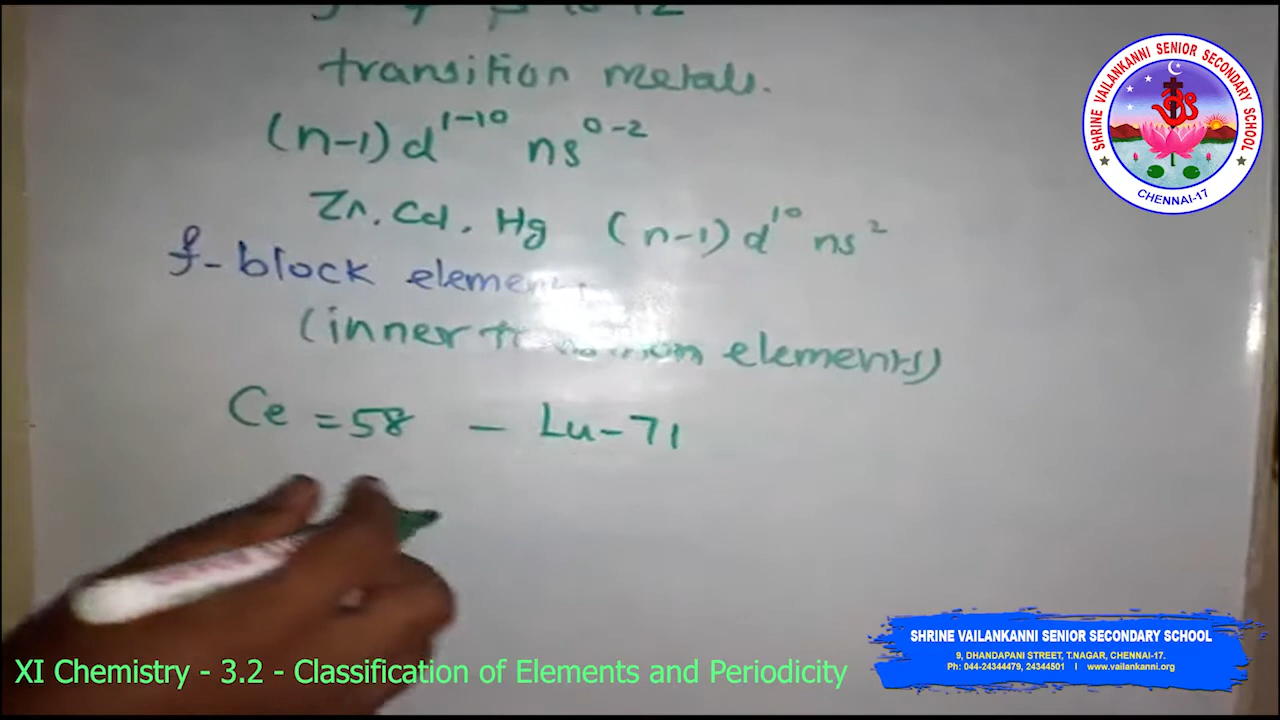 transition metals.
(n-1)d¹⁻¹⁰ ns⁰⁻²
Zn, Cd, Hg (n-1)d¹⁰ ns²
f-block elements
(inner transition elements)
Ce = 58 - Lu - 71
SHRINE VAILANKANNI SENIOR SECONDARY SCHOOL
CHENNAI-17
SHRINE VAILANKANNI SENIOR SECONDARY SCHOOL
9, DHANDAPANI STREET, T.NAGAR, CHENNAI-17.
Ph: 044-24344479, 24344501 I www.vailankanni.org
XI Chemistry - 3.2 - Classification of Elements and Periodicity